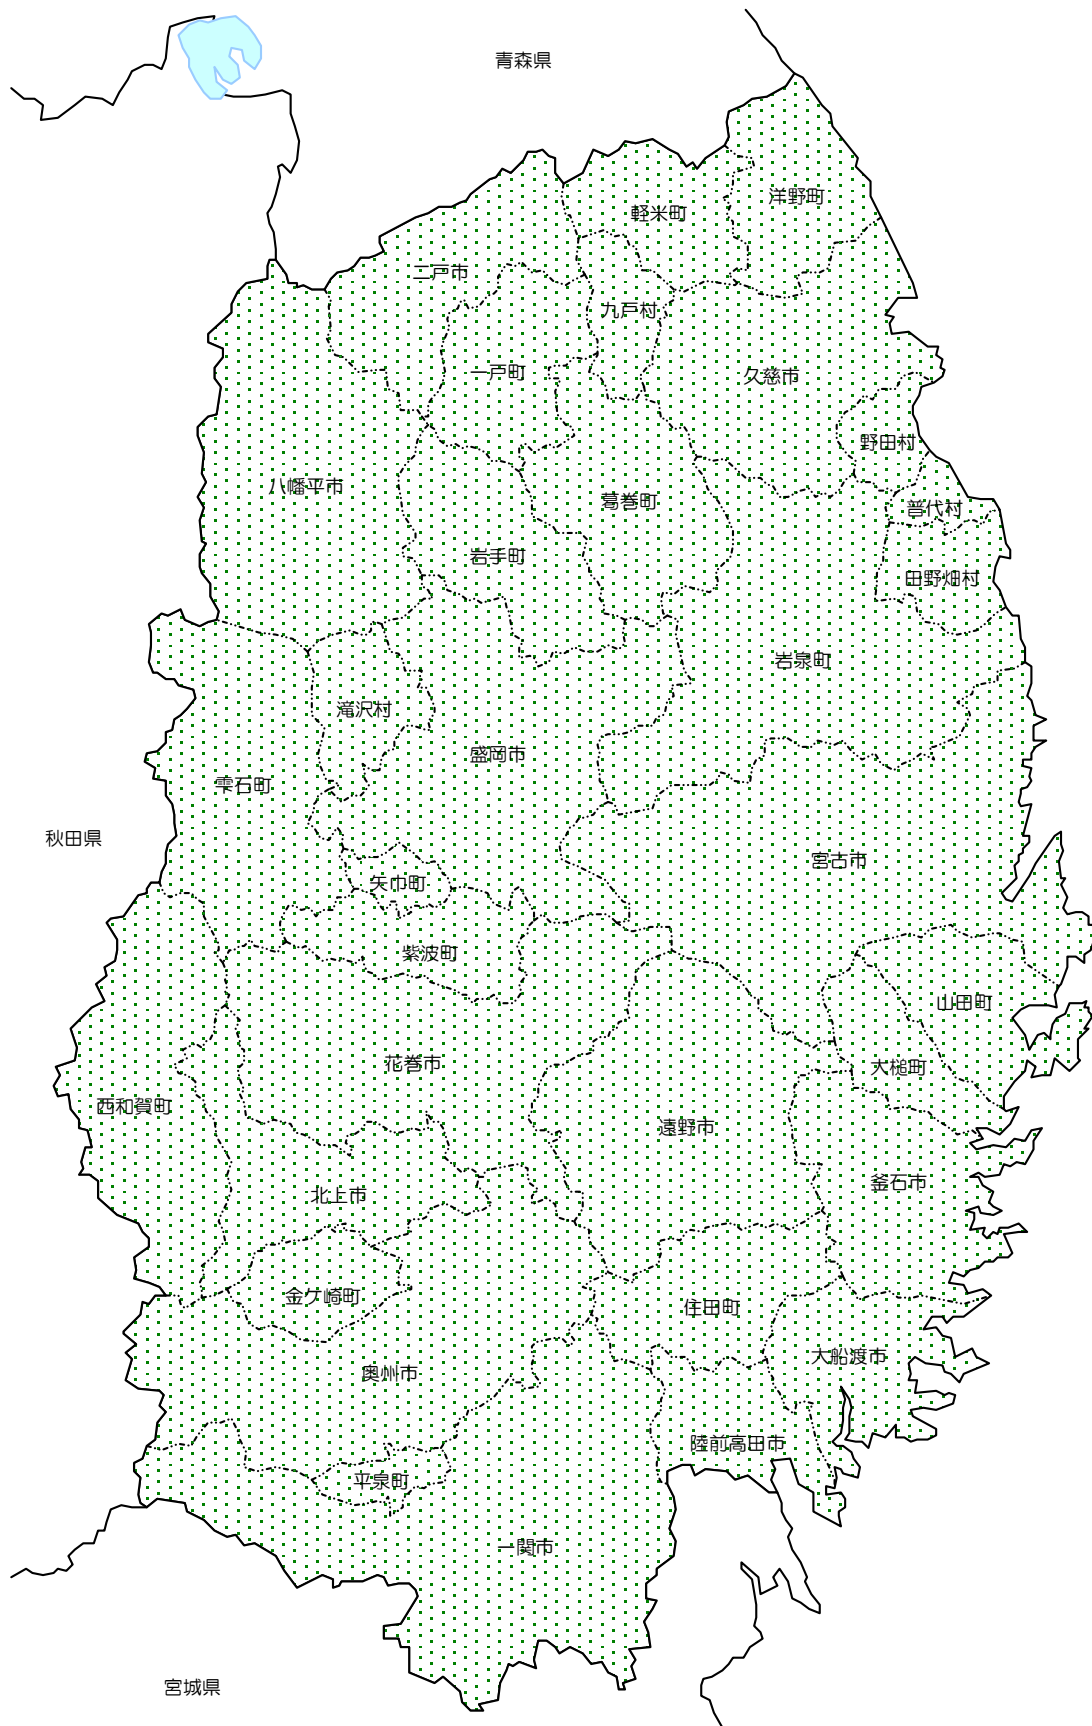 青森県
洋野町
軽米町
二戸市
九戸村
一戸町
久慈市
野田村
八幡平市
葛巻町
普代村
岩手町
田野畑村
岩泉町
滝沢村
盛岡市
雫石町
秋田県
宮古市
矢巾町
紫波町
山田町
花巻市
大槌町
西和賀町
遠野市
釜石市
北上市
金ケ崎町
住田町
大船渡市
奥州市
陸前高田市
平泉町
一関市
宮城県